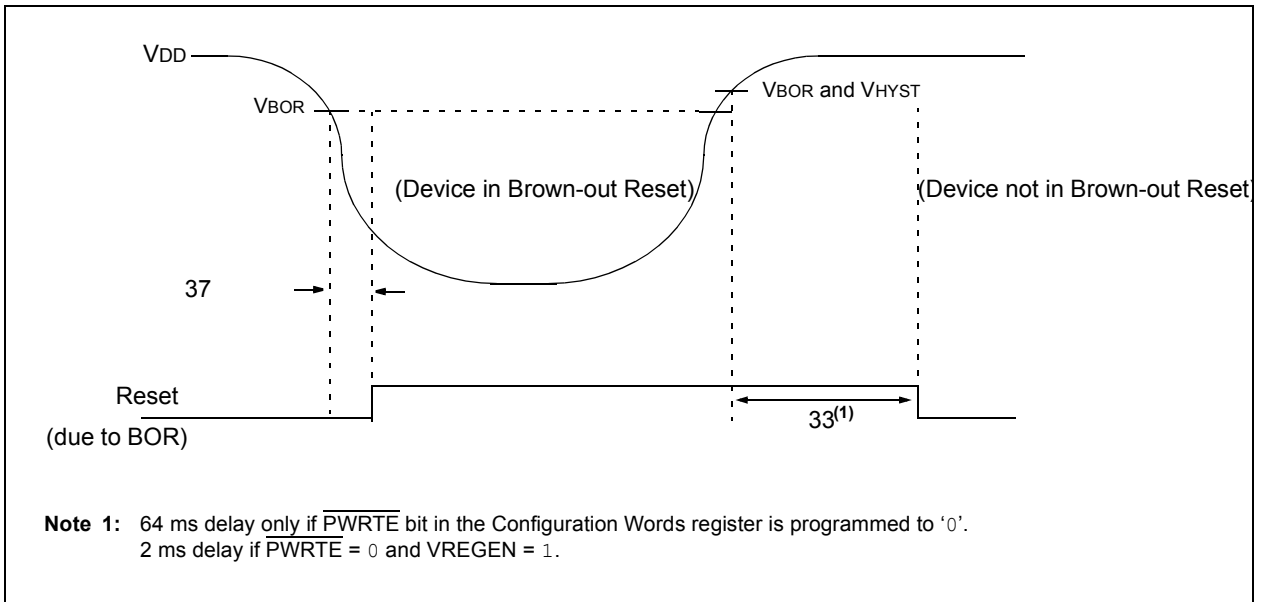 VDD
VBOR
VBOR and VHYST
(Device in Brown-out Reset)
(Device not in Brown-out Reset)
37
Reset
33(1)
(due to BOR)
Note 1: 64 ms delay only if PWRTE bit in the Configuration Words register is programmed to ‘0’.
2 ms delay if PWRTE = 0 and VREGEN = 1.